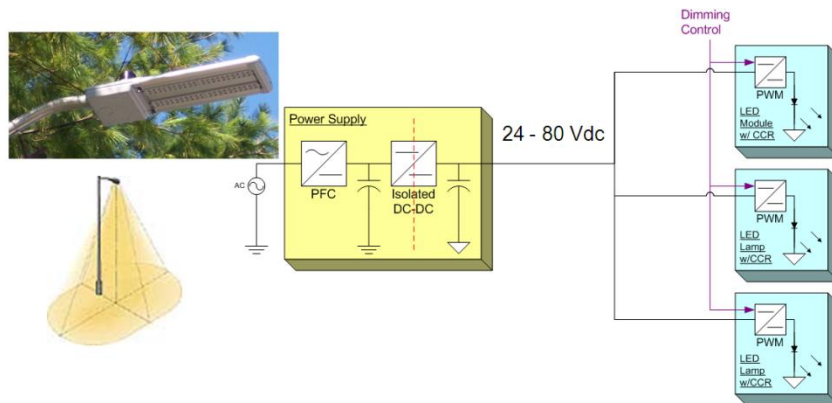 Dimming
Control
Power Supply
24 - 80 Vdc
AC
PFC
Isolated
DC-DC
PWM
LED
Module
w/ CCR
PWM
LED
Lamp
w/CCR
PWM
LED
Lamp
w/CCR